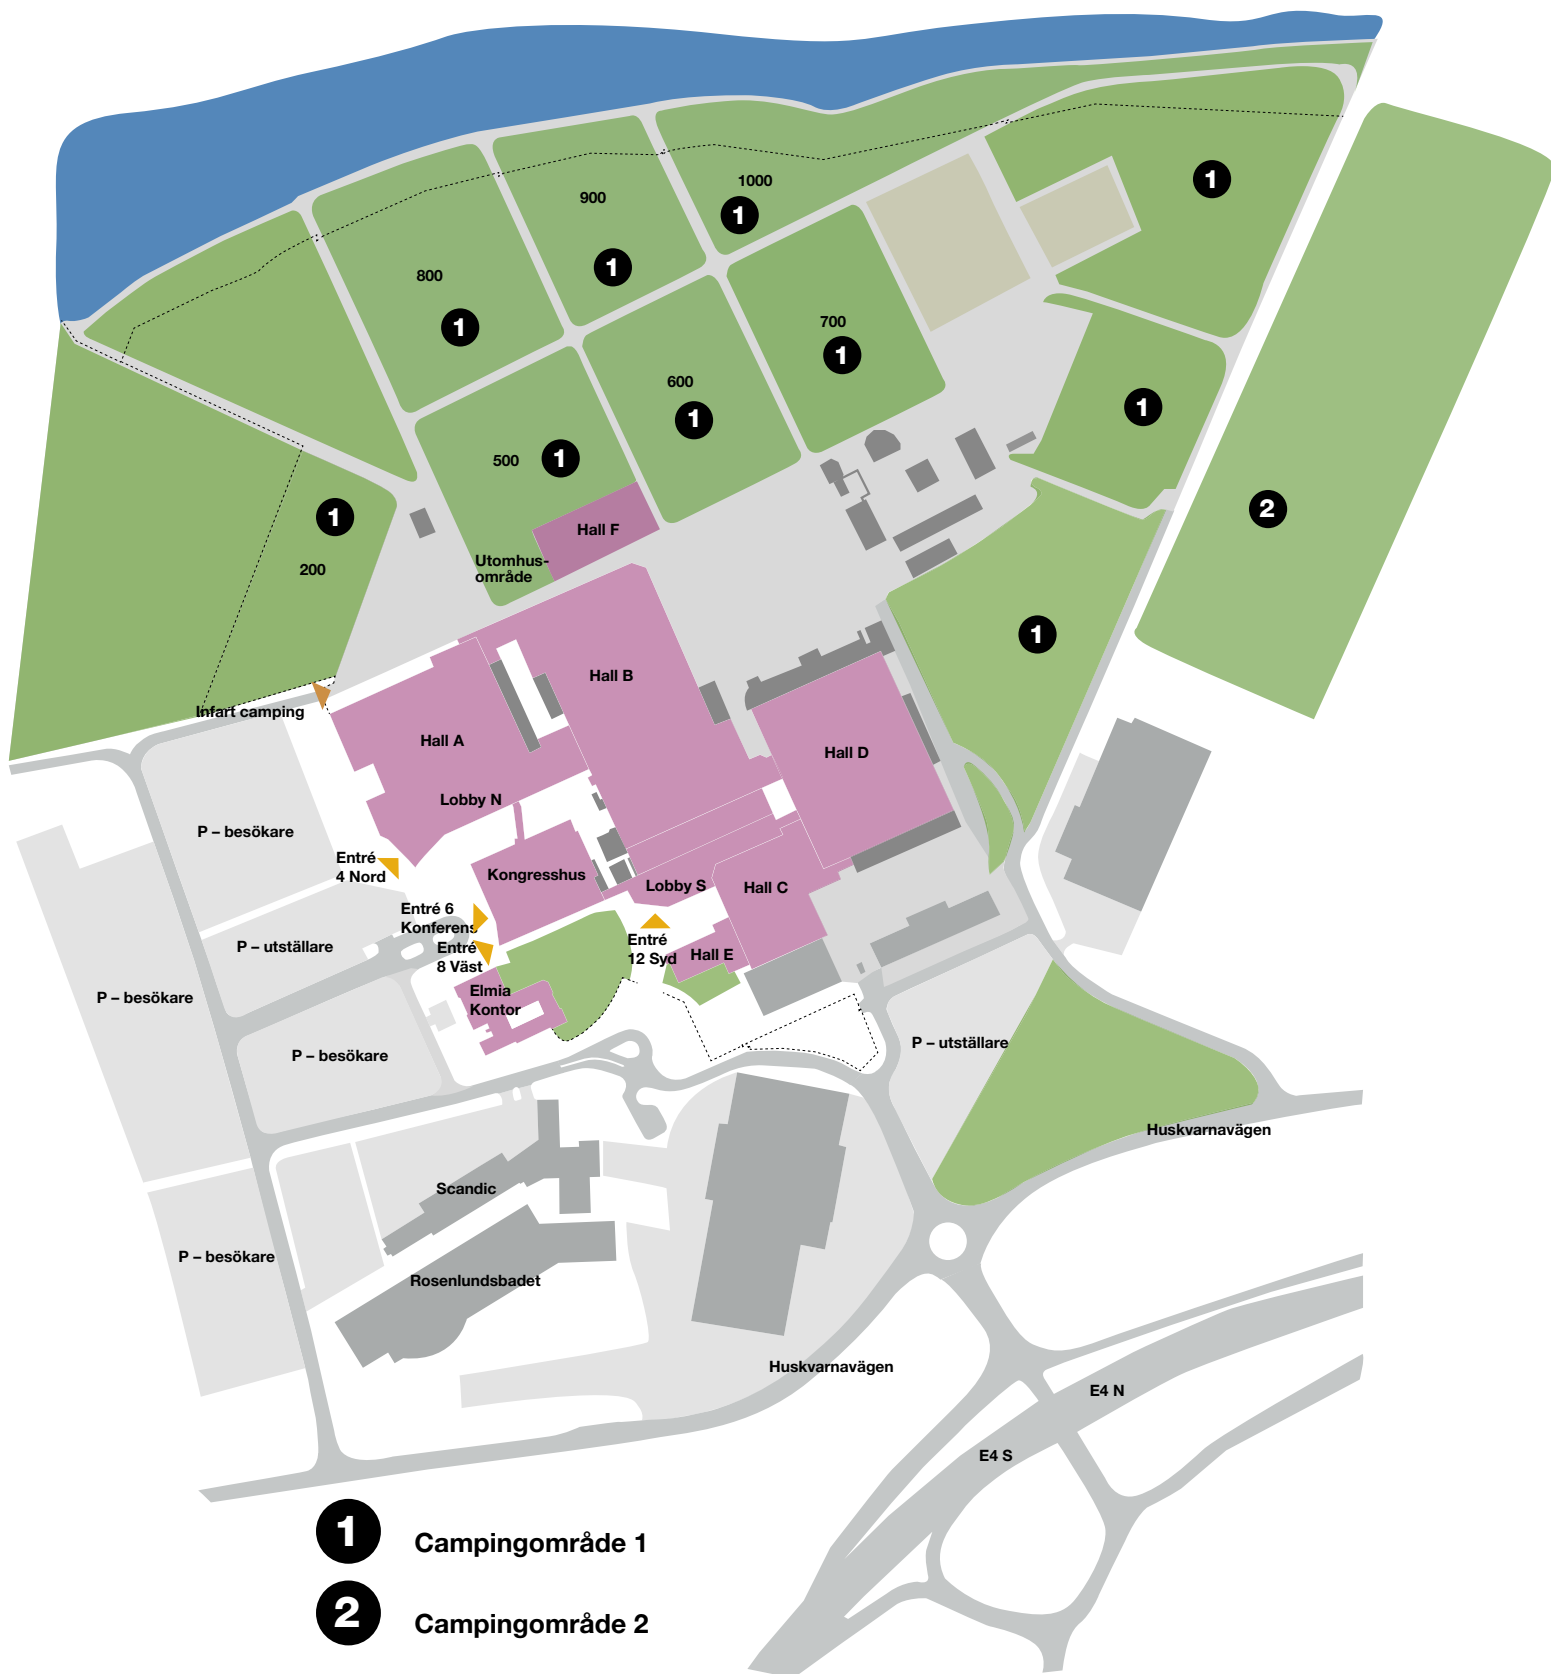 1000
1
1
900
1
800
1
700
1
600
1
1
500
1
2
1
200
Hall F
Utomhus-
område
1
Hall B
Infart camping
Hall A
Hall D
Lobby N
P – besökare
Entré
4 Nord
Kongresshus
Lobby S
Hall C
Entré 6
Konferens
Entré
8 Väst
P – utställare
Entré
12 Syd
Hall E
P – besökare
Elmia
Kontor
P – besökare
P – utställare
Huskvarnavägen
Scandic
P – besökare
Rosenlundsbadet
Huskvarnavägen
E4 N
E4 S
1 Campingområde 1
2 Campingområde 2